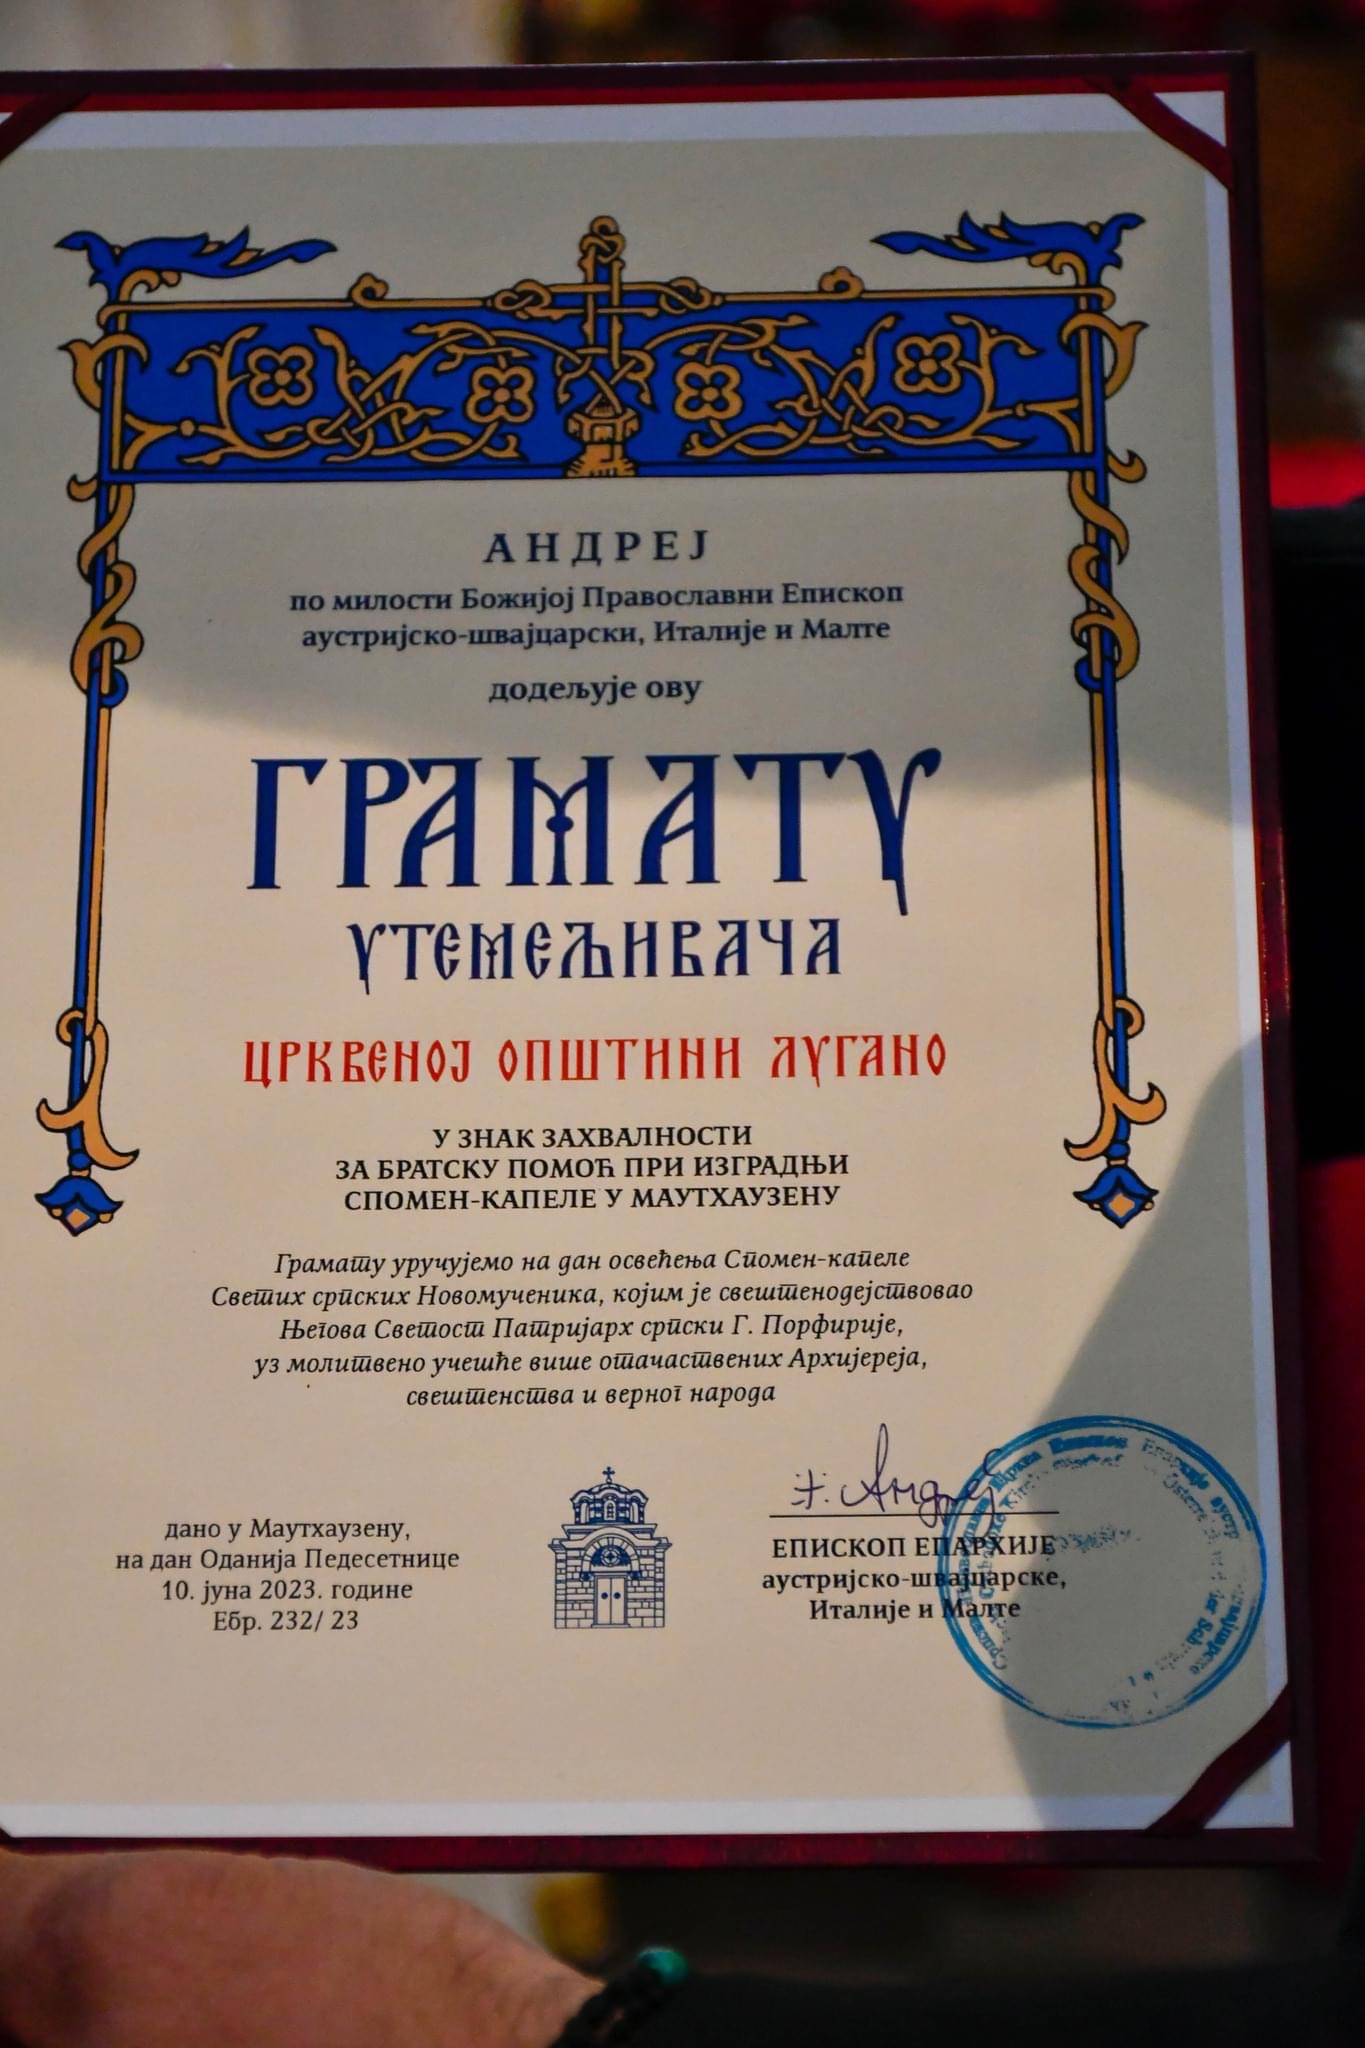 АНДРЕЈ
по милости Божијој Православни Епископ
аустријско-швајцарски, Италије и Малте
додељује ову
ГРАМАТУ
УТЕМЕЉИВАЧА
ЦРКВЕНОЈ ОПШТИНИ ЛУГАНО
У ЗНАК ЗАХВАЛНОСТИ
ЗА БРАТСКУ ПОМОЋ ПРИ ИЗГРАДЊИ
СПОМЕН-КАПЕЛЕ У МАУТХАУЗЕНУ
Грамату уручујемо на дан освећења Спомен-капеле
Светих српских Новомученика, којим је свештенодејствовао
Његова Светост Патријарх српски Г. Порфирије,
уз молитвено учешће више отачаствених Архијереја,
свештенства и верног народа
дано у Маутхаузену,
на дан Оданија Педесетнице
10. јуна 2023. године
Ебр. 232/ 23
Андреј
ЕПИСКОП ЕПАРХИЈЕ
аустријско-швајцарске,
Италије и Малте